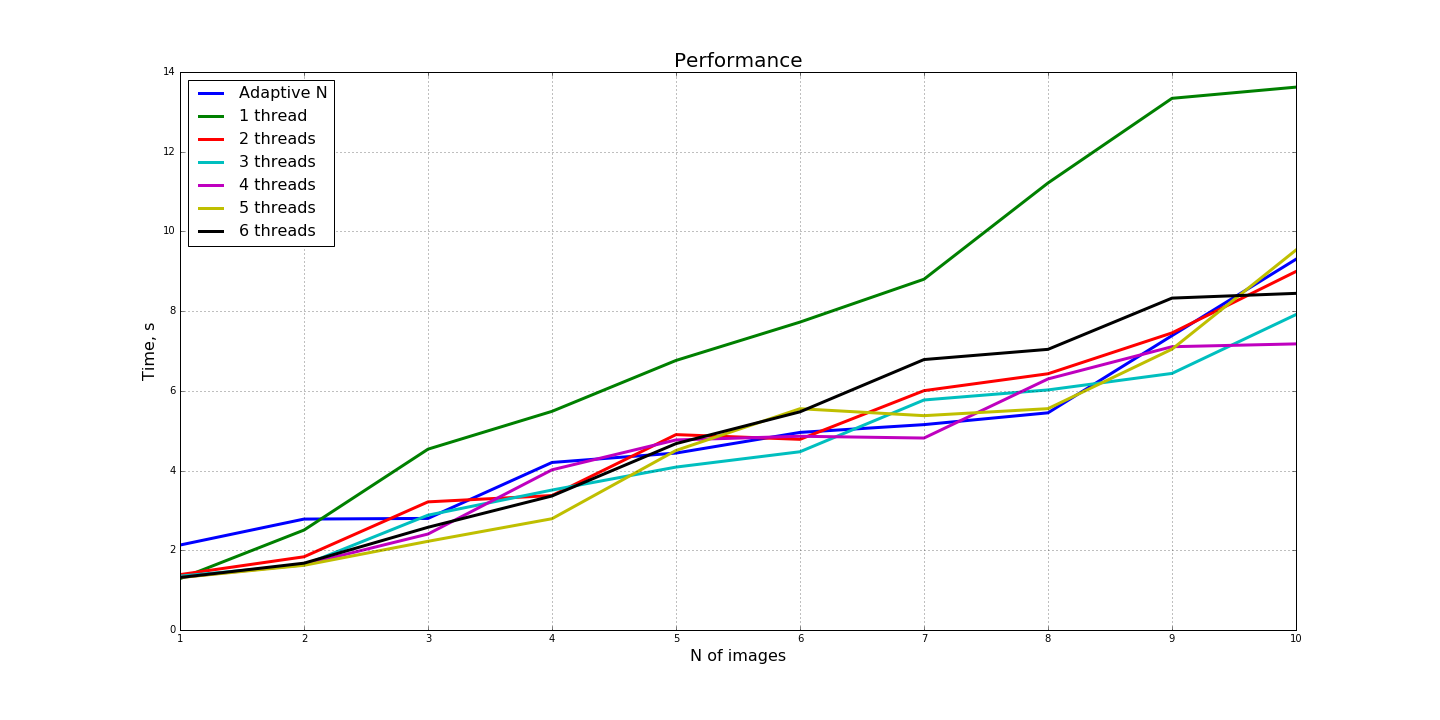 Performance
14
12
10
8
6
4
2
0
Time, s
Adaptive N
1 thread
2 threads
3 threads
4 threads
5 threads
6 threads
1 2 3 4 5 6 7 8 9 10
N of images